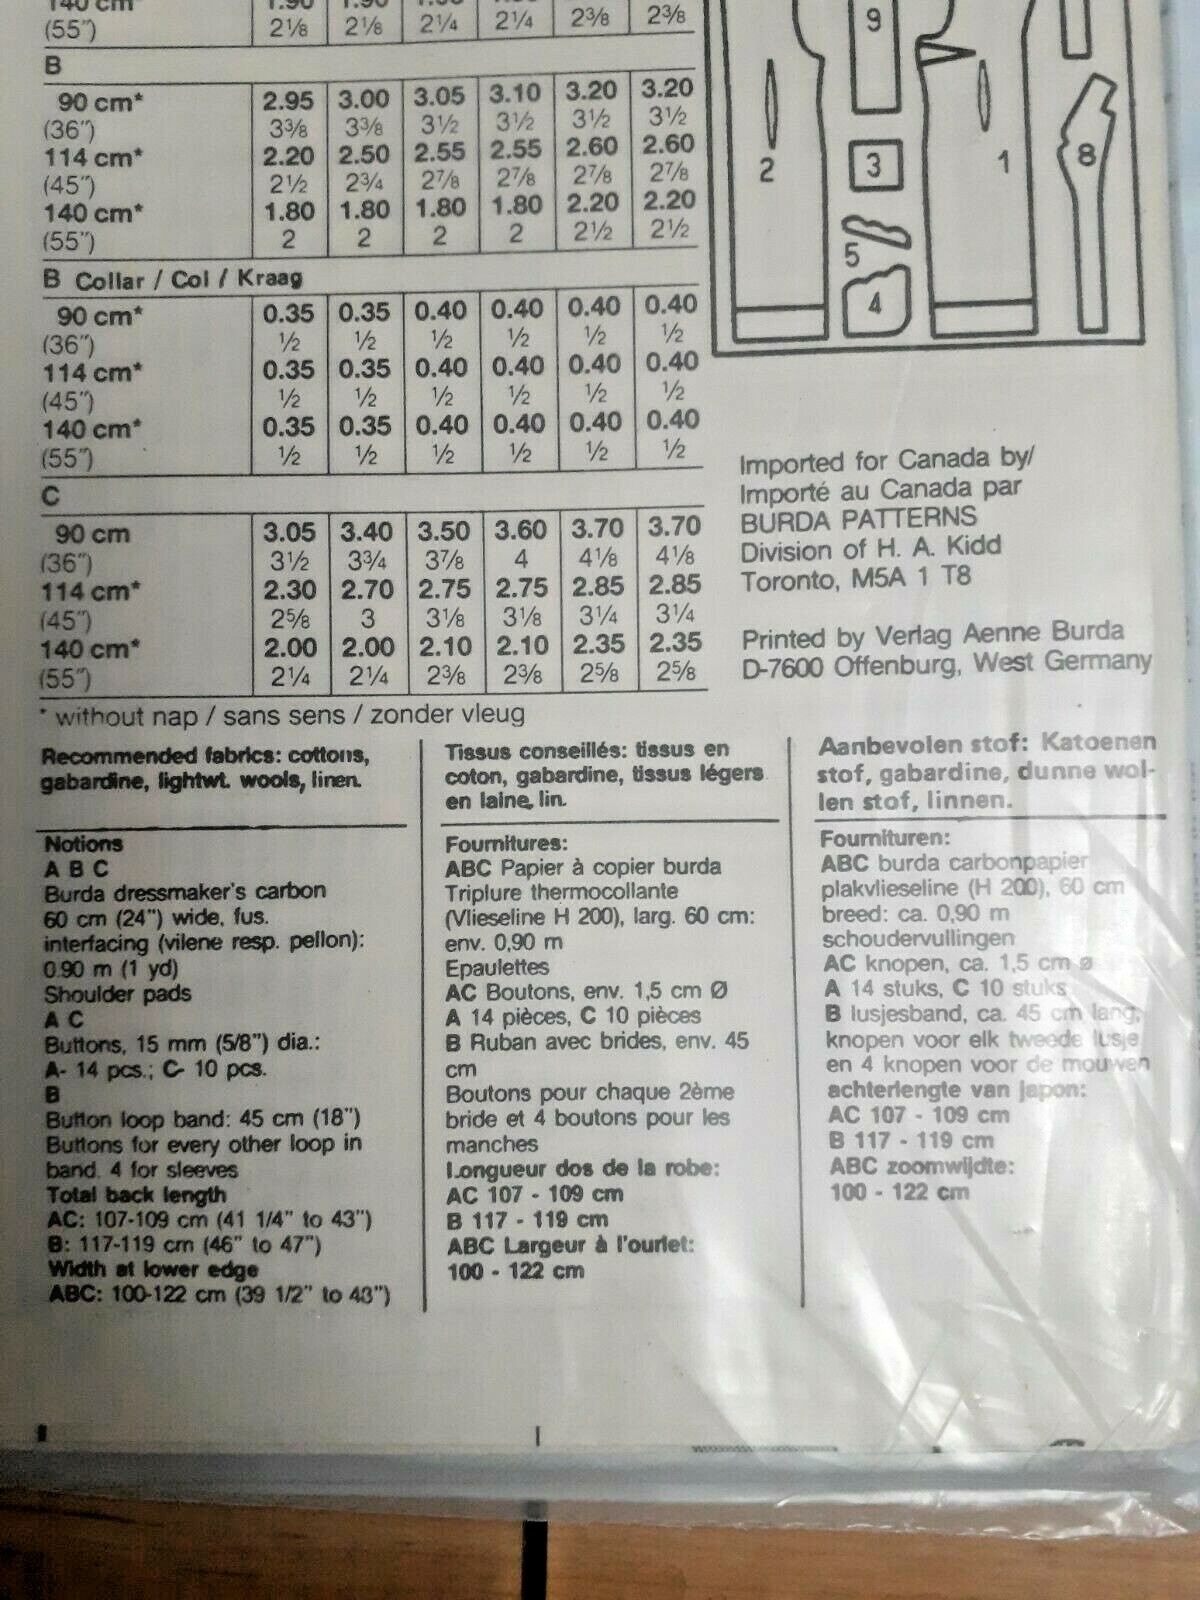 140 cm* 1.90 1.90
(55″) 2⅛ 2⅛ 2¼ 2¼ 2⅜ 2⅜
B
90 cm* 2.95 3.00 3.05 3.10 3.20 3.20
(36″) 3⅜ 3⅜ 3½ 3½ 3½ 3½
114 cm* 2.20 2.50 2.55 2.55 2.60 2.60
(45″) 2½ 2¾ 2⅞ 2⅞ 2⅞ 2⅞
140 cm* 1.80 1.80 1.80 1.80 2.20 2.20
(55″) 2 2 2 2 2½ 2½
B Collar / Col / Kraag
90 cm* 0.35 0.35 0.40 0.40 0.40 0.40
(36″) ½ ½ ½ ½ ½ ½
114 cm* 0.35 0.35 0.40 0.40 0.40 0.40
(45″) ½ ½ ½ ½ ½ ½
140 cm* 0.35 0.35 0.40 0.40 0.40 0.40
(55″) ½ ½ ½ ½ ½ ½
C
90 cm 3.05 3.40 3.50 3.60 3.70 3.70
(36″) 3½ 3¾ 3⅞ 4 4⅛ 4⅛
114 cm* 2.30 2.70 2.75 2.75 2.85 2.85
(45″) 2⅝ 3 3⅛ 3⅛ 3¼ 3¼
140 cm* 2.00 2.00 2.10 2.10 2.35 2.35
(55″) 2¼ 2¼ 2⅜ 2⅜ 2⅝ 2⅝
* without nap / sans sens / zonder vleug
9
2
3
1
8
5
4
Imported for Canada by/
Importé au Canada par
BURDA PATTERNS
Division of H. A. Kidd
Toronto, M5A 1 T8
Printed by Verlag Aenne Burda
D-7600 Offenburg, West Germany
Recommended fabrics: cottons,
gabardine, lightwt. wools, linen.
Notions
A B C
Burda dressmaker's carbon
60 cm (24") wide, fus.
interfacing (vilene resp. pellon):
0.90 m (1 yd)
Shoulder pads
A C
Buttons, 15 mm (5/8") dia.:
A- 14 pcs.; C- 10 pcs.
B
Button loop band: 45 cm (18")
Buttons for every other loop in
band. 4 for sleeves
Total back length
AC: 107-109 cm (41 1/4" to 43")
B: 117-119 cm (46" to 47")
Width at lower edge
ABC: 100-122 cm (39 1/2" to 48")
Tissus conseillés: tissus en
coton, gabardine, tissus légers
en laine, lin.
Fournitures:
ABC Papier à copier burda
Triplure thermocollante
(Vlieseline H 200), larg. 60 cm:
env. 0,90 m
Epaulettes
AC Boutons, env. 1,5 cm Ø
A 14 pièces, C 10 pièces
B Ruban avec brides, env. 45
cm
Boutons pour chaque 2ème
bride et 4 boutons pour les
manches
Longueur dos de la robe:
AC 107 - 109 cm
B 117 - 119 cm
ABC Largeur à l'ourlet:
100 - 122 cm
Aanbevolen stof: Katoenen
stof, gabardine, dunne wol-
len stof, linnen.
Fournituren:
ABC burda carbonpapier
plakvlieseline (H 200), 60 cm
breed: ca. 0,90 m
schoudervullingen
AC knopen, ca. 1,5 cm ø
A 14 stuks, C 10 stuks
B lusjesband, ca. 45 cm lang,
knopen voor elk tweede lusje
en 4 knopen voor de mouwen
achterlengte van japon:
AC 107 - 109 cm
B 117 - 119 cm
ABC zoomwijdte:
100 - 122 cm